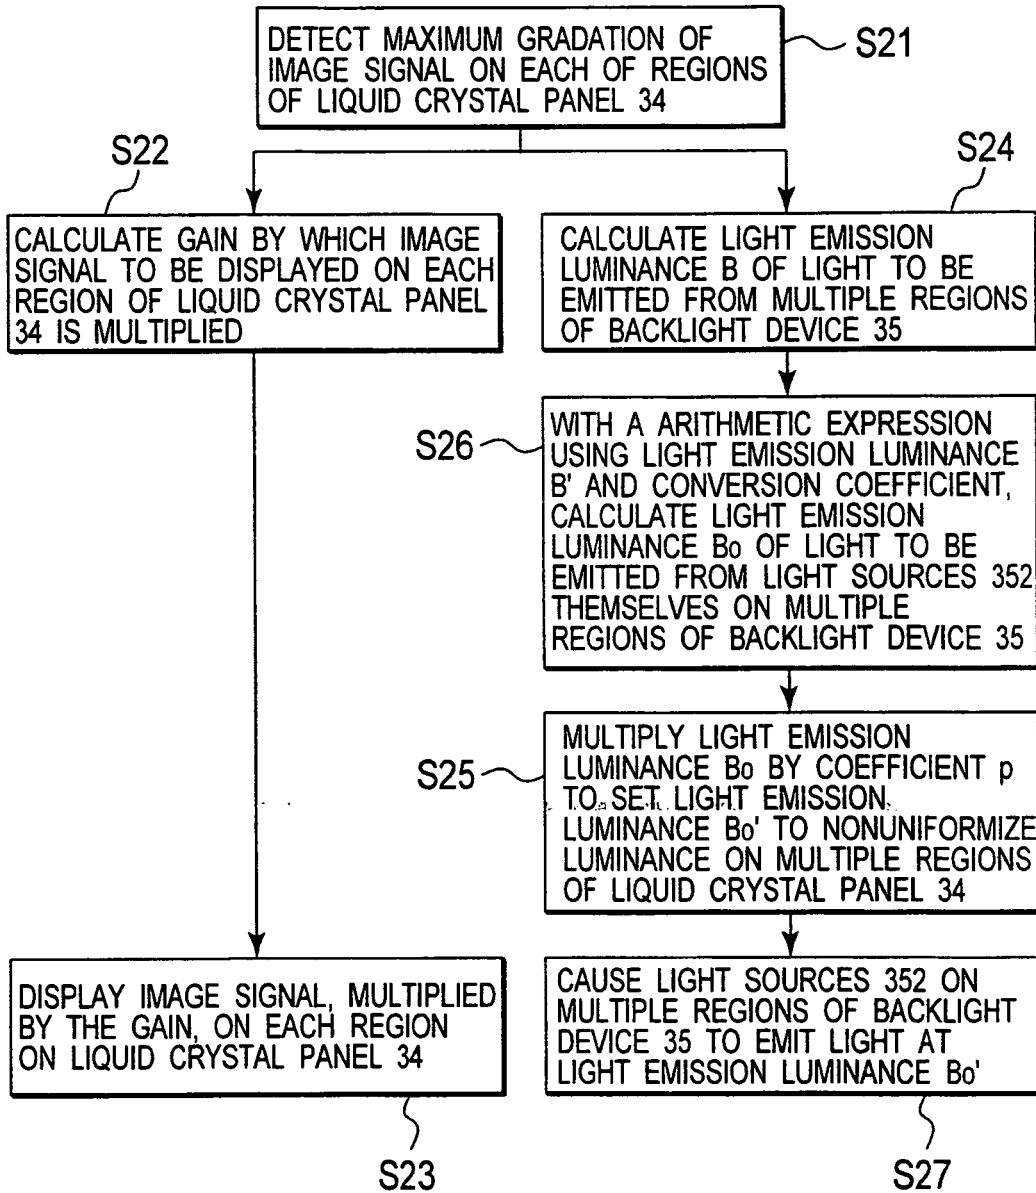 DETECT MAXIMUM GRADATION OF
IMAGE SIGNAL ON EACH OF REGIONS
OF LIQUID CRYSTAL PANEL 34
S21
S22
CALCULATE GAIN BY WHICH IMAGE
SIGNAL TO BE DISPLAYED ON EACH
REGION OF LIQUID CRYSTAL PANEL
34 IS MULTIPLIED
S24
CALCULATE LIGHT EMISSION
LUMINANCE B OF LIGHT TO BE
EMITTED FROM MULTIPLE REGIONS
OF BACKLIGHT DEVICE 35
S26
WITH A ARITHMETIC EXPRESSION
USING LIGHT EMISSION LUMINANCE
B' AND CONVERSION COEFFICIENT,
CALCULATE LIGHT EMISSION
LUMINANCE Bo OF LIGHT TO BE
EMITTED FROM LIGHT SOURCES 352
THEMSELVES ON MULTIPLE
REGIONS OF BACKLIGHT DEVICE 35
S25
MULTIPLY LIGHT EMISSION
LUMINANCE Bo BY COEFFICIENT p
TO SET LIGHT EMISSION
LUMINANCE Bo' TO NONUNIFORMIZE
LUMINANCE ON MULTIPLE REGIONS
OF LIQUID CRYSTAL PANEL 34
DISPLAY IMAGE SIGNAL, MULTIPLIED
BY THE GAIN, ON EACH REGION
ON LIQUID CRYSTAL PANEL 34
S23
CAUSE LIGHT SOURCES 352 ON
MULTIPLE REGIONS OF BACKLIGHT
DEVICE 35 TO EMIT LIGHT AT
LIGHT EMISSION LUMINANCE Bo'
S27